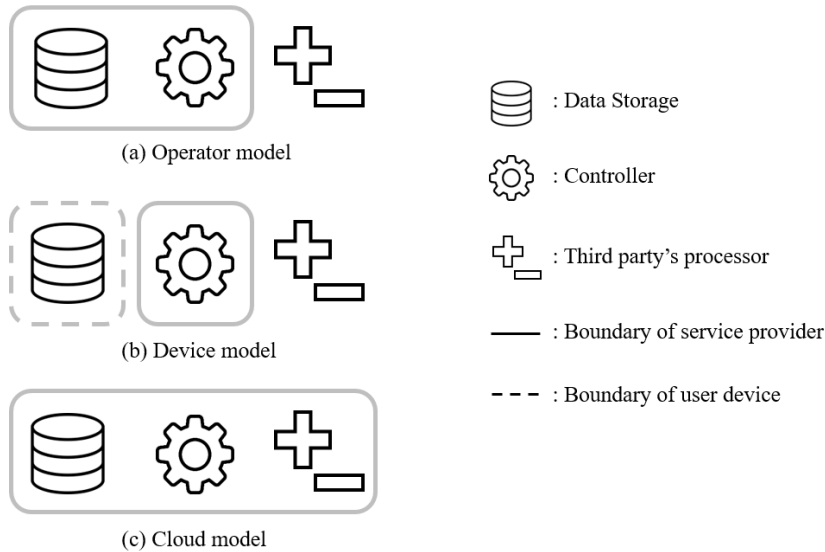 (a) Operator model
(b) Device model
(c) Cloud model
: Data Storage
: Controller
: Third party's processor
: Boundary of service provider
: Boundary of user device